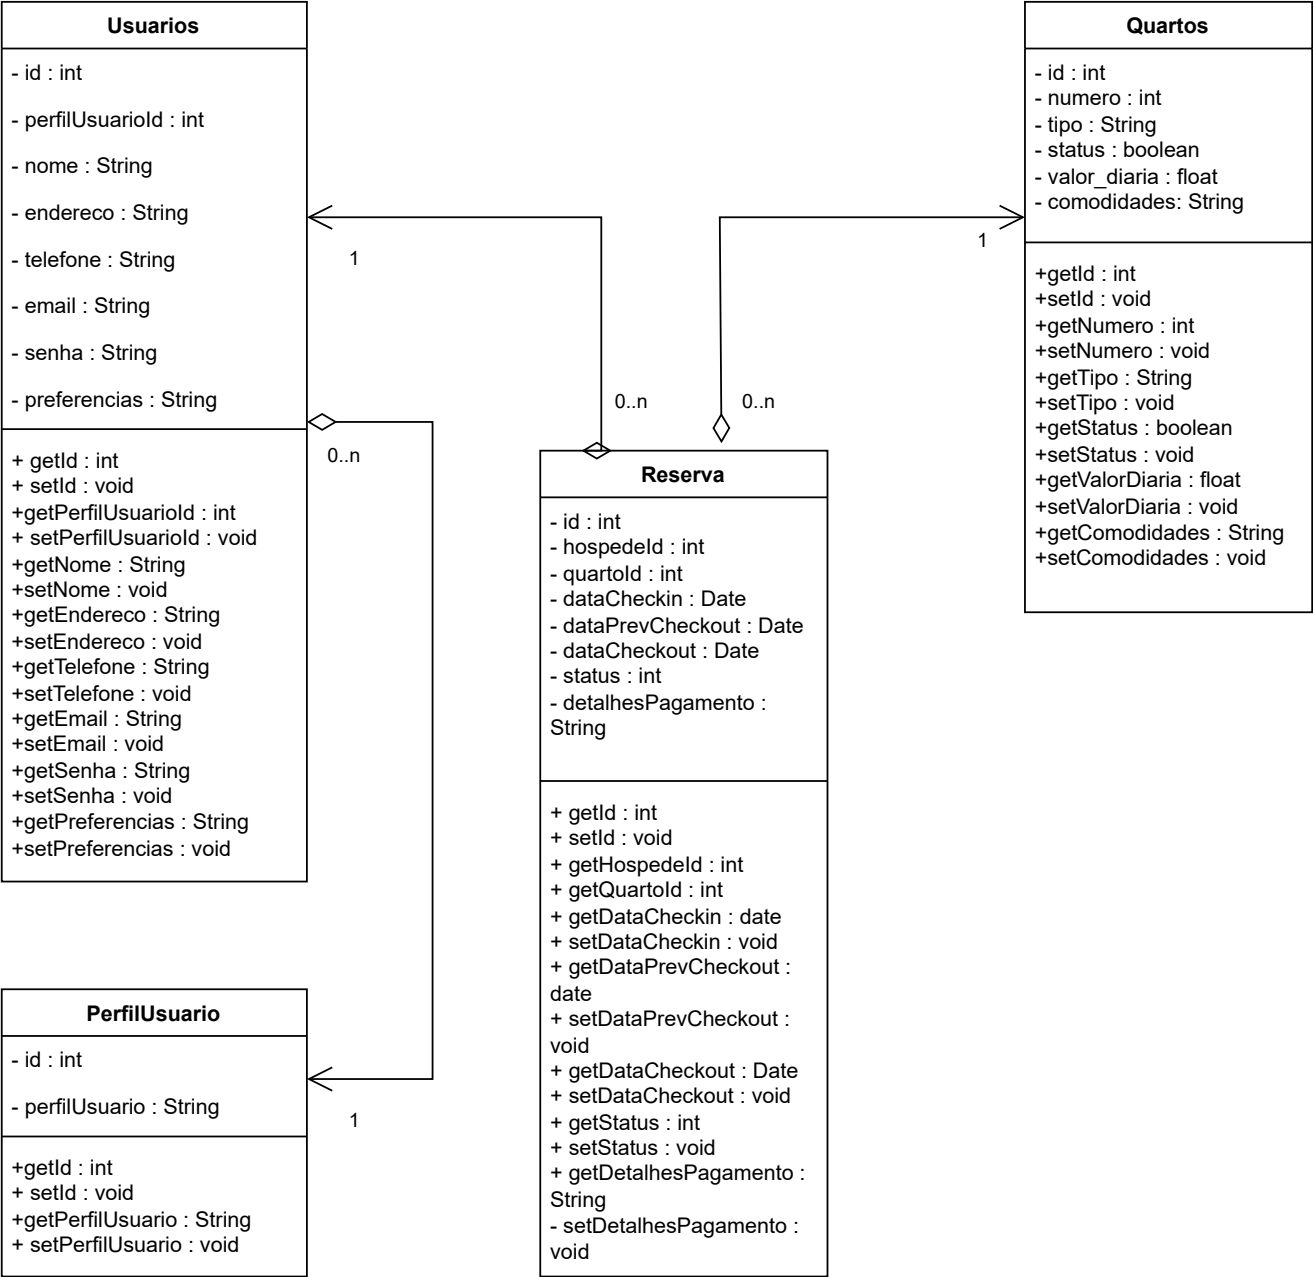 Usuarios
- id : int
- perfilUsuarioId : int
- nome : String
- endereco : String
- telefone : String
- email : String
- senha : String
- preferencias : String
+ getId : int
+ setId : void
+getPerfilUsuarioId : int
+ setPerfilUsuarioId : void
+getNome : String
+setNome : void
+getEndereco : String
+setEndereco : void
+getTelefone : String
+setTelefone : void
+getEmail : String
+setEmail : void
+getSenha : String
+setSenha : void
+getPreferencias : String
+setPreferencias : void
1
0..n
0..n
0..n
1
Quartos
- id : int
- numero : int
- tipo : String
- status : boolean
- valor_diaria : float
- comodidades: String
+getId : int
+setId : void
+getNumero : int
+setNumero : void
+getTipo : String
+setTipo : void
+getStatus : boolean
+setStatus : void
+getValorDiaria : float
+setValorDiaria : void
+getComodidades : String
+setComodidades : void
Reserva
- id : int
- hospedeId : int
- quartoId : int
- dataCheckin : Date
- dataPrevCheckout : Date
- dataCheckout : Date
- status : int
- detalhesPagamento :
String
+ getId : int
+ setId : void
+ getHospedeId : int
+ getQuartoId : int
+ getDataCheckin : date
+ setDataCheckin : void
+ getDataPrevCheckout :
date
+ setDataPrevCheckout :
void
+ getDataCheckout : Date
+ setDataCheckout : void
+ getStatus : int
+ setStatus : void
+ getDetalhesPagamento :
String
- setDetalhesPagamento :
void
PerfilUsuario
- id : int
- perfilUsuario : String
+getId : int
+ setId : void
+getPerfilUsuario : String
+ setPerfilUsuario : void
1